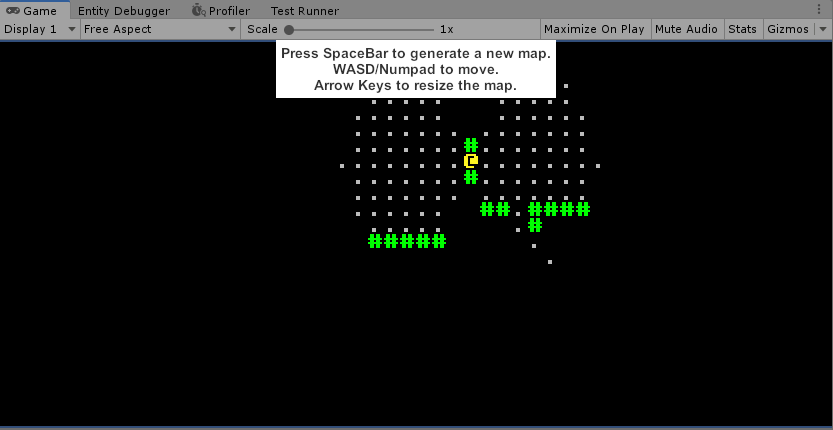 Game Entity Debugger Profiler Test Runner
Display 1 Free Aspect Scale 1x Maximize On Play Mute Audio Stats Gizmos
Press SpaceBar to generate a new map.
WASD/Numpad to move.
Arrow Keys to resize the map.
#
@
#
## ####
#
#####